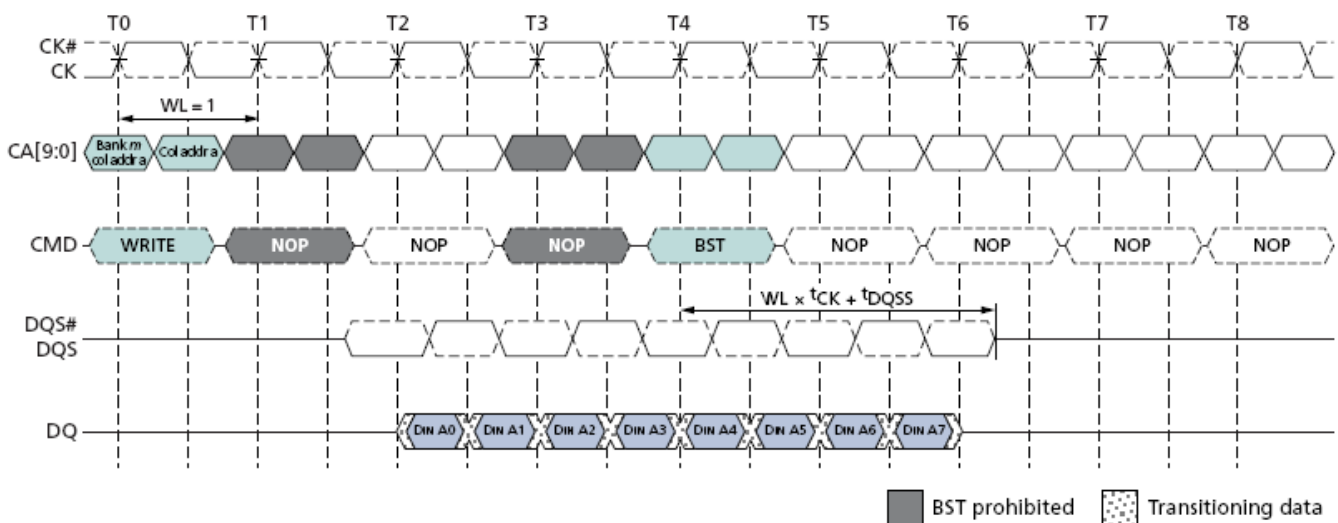 T0 T1 T2 T3 T4 T5 T6 T7 T8
CK#
CK
WL = 1
CA[9:0] Bank m col addr a Col addr a
CMD WRITE NOP NOP NOP BST NOP NOP NOP NOP
WL × tCK + tDQSS
DQS#
DQS
DQ DIN A0 DIN A1 DIN A2 DIN A3 DIN A4 DIN A5 DIN A6 DIN A7
BST prohibited Transitioning data